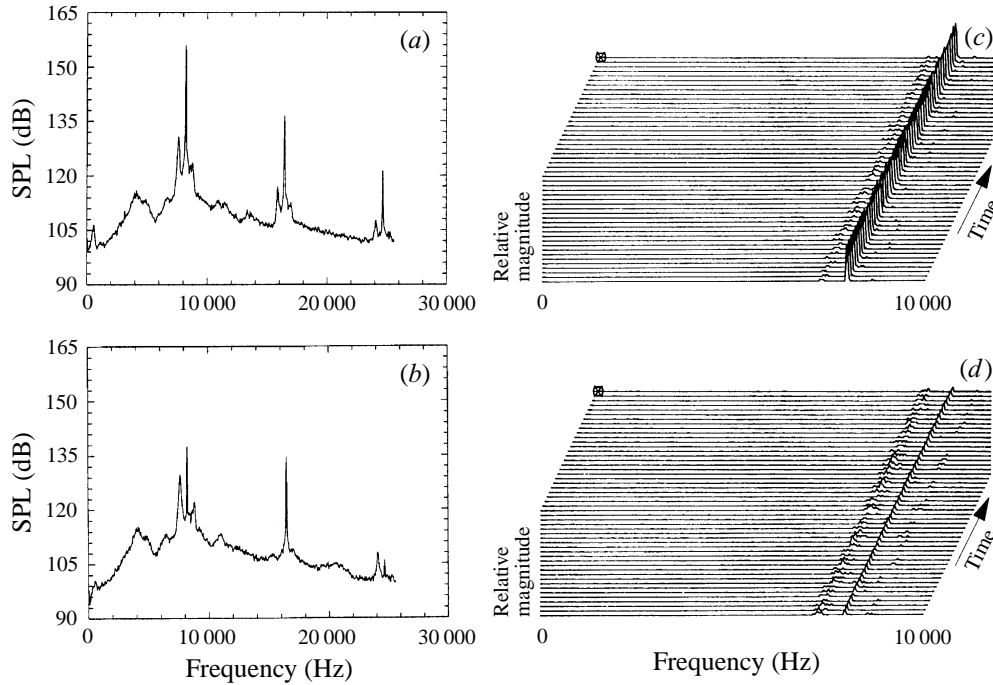 (a)
165
150
135
120
105
90
SPL (dB)
0
10 000
20 000
30 000
(b)
165
150
135
120
105
90
SPL (dB)
0
10 000
20 000
30 000
Frequency (Hz)
(c)
Relative
magnitude
Time
0
10 000
(d)
Relative
magnitude
Time
0
10 000
Frequency (Hz)